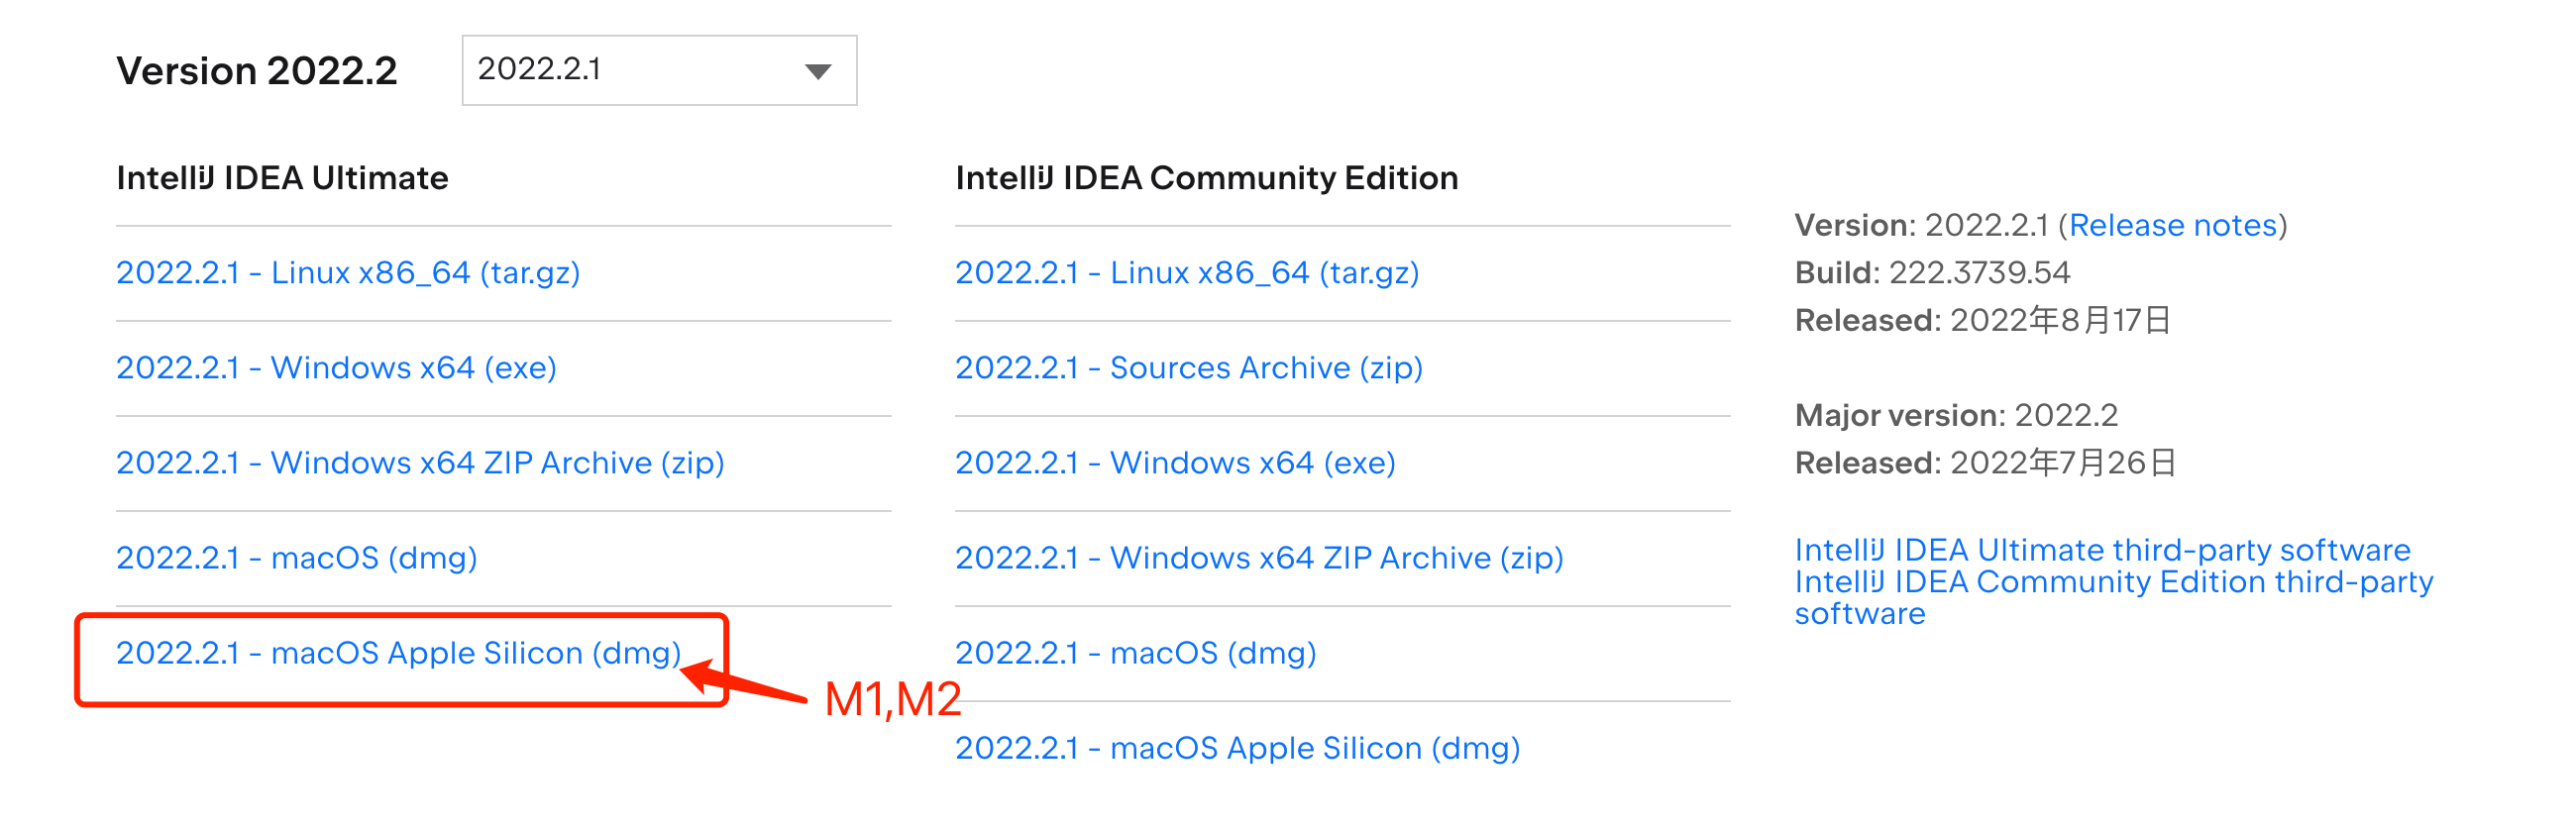 Version 2022.2
2022.2.1
IntelliJ IDEA Ultimate
2022.2.1 - Linux x86_64 (tar.gz)
2022.2.1 - Windows x64 (exe)
2022.2.1 - Windows x64 ZIP Archive (zip)
2022.2.1 - macOS (dmg)
2022.2.1 - macOS Apple Silicon (dmg)
M1,M2
IntelliJ IDEA Community Edition
2022.2.1 - Linux x86_64 (tar.gz)
2022.2.1 - Sources Archive (zip)
2022.2.1 - Windows x64 (exe)
2022.2.1 - Windows x64 ZIP Archive (zip)
2022.2.1 - macOS (dmg)
2022.2.1 - macOS Apple Silicon (dmg)
Version: 2022.2.1 (Release notes)
Build: 222.3739.54
Released: 2022年8月17日
Major version: 2022.2
Released: 2022年7月26日
IntelliJ IDEA Ultimate third-party software
IntelliJ IDEA Community Edition third-party
software